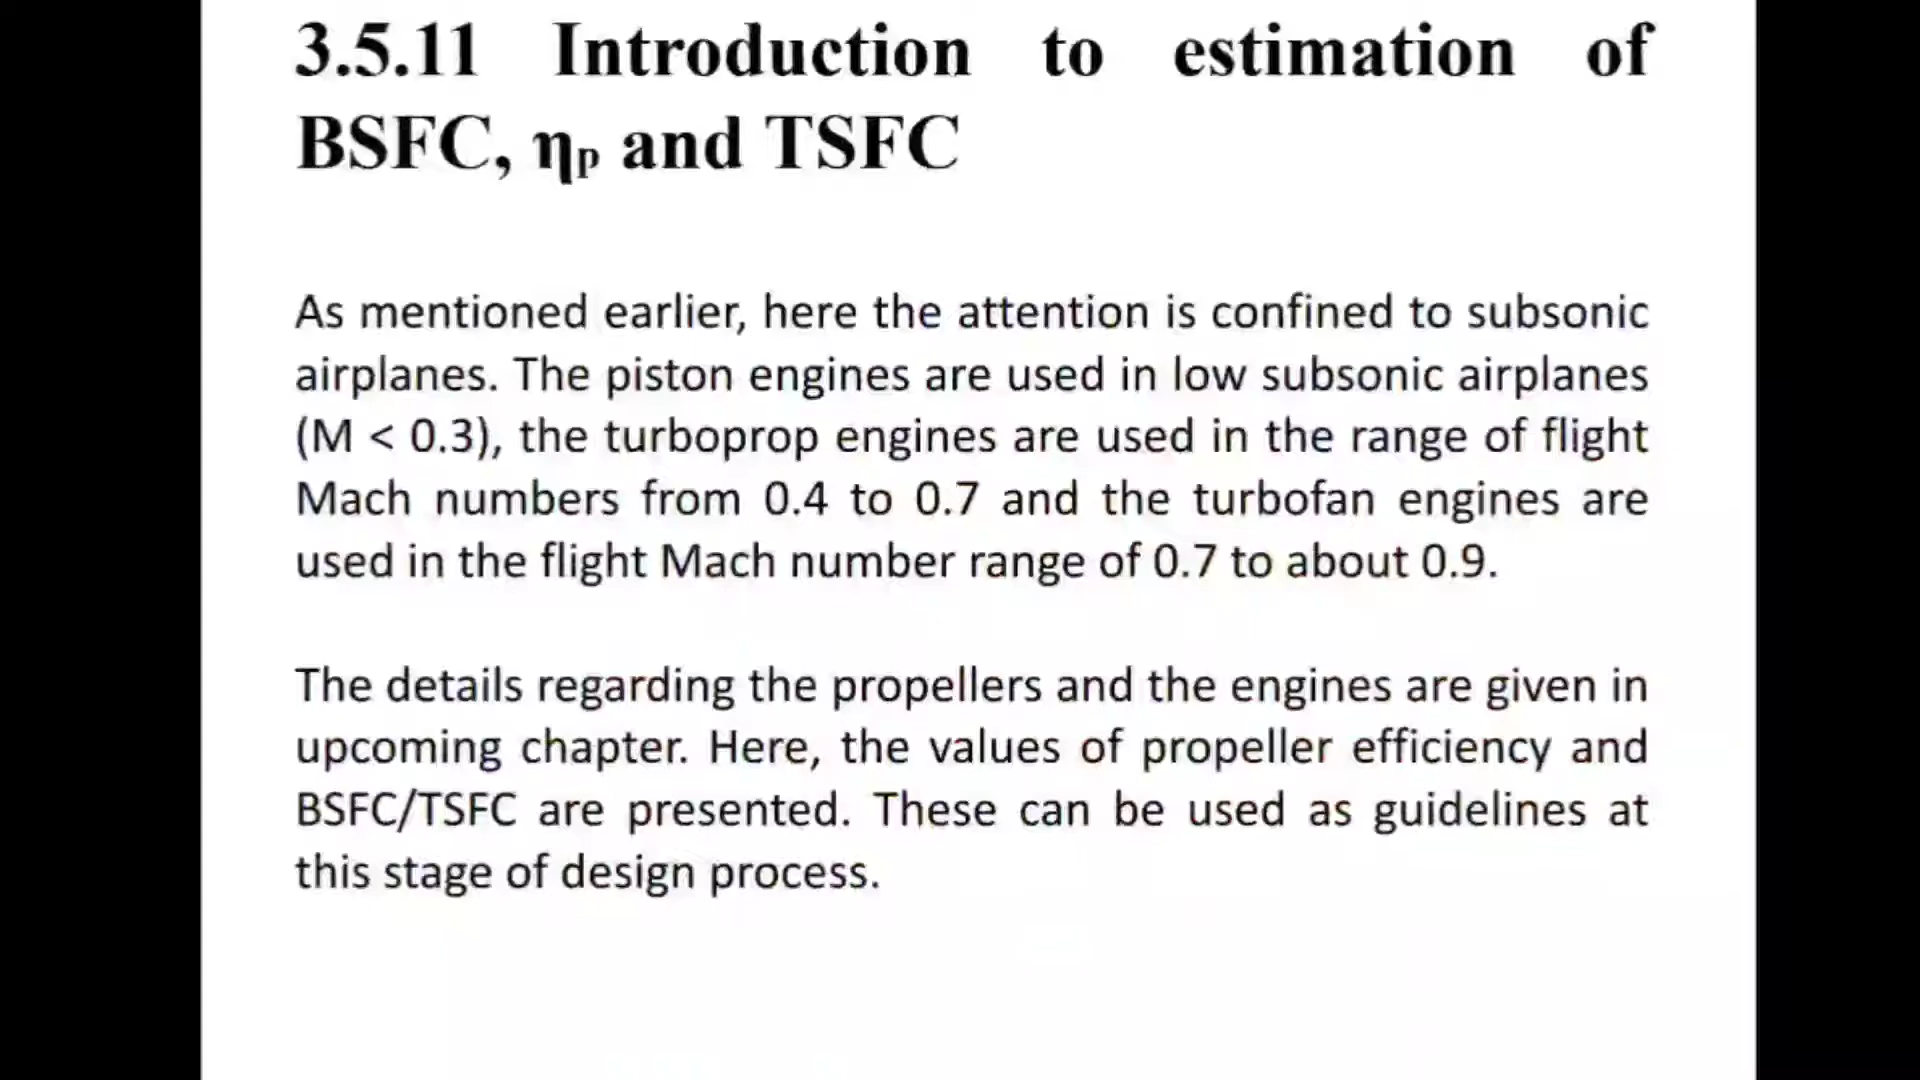 3.5.11 Introduction to estimation of
BSFC, ηₚ and TSFC
As mentioned earlier, here the attention is confined to subsonic
airplanes. The piston engines are used in low subsonic airplanes
(M < 0.3), the turboprop engines are used in the range of flight
Mach numbers from 0.4 to 0.7 and the turbofan engines are
used in the flight Mach number range of 0.7 to about 0.9.
The details regarding the propellers and the engines are given in
upcoming chapter. Here, the values of propeller efficiency and
BSFC/TSFC are presented. These can be used as guidelines at
this stage of design process.